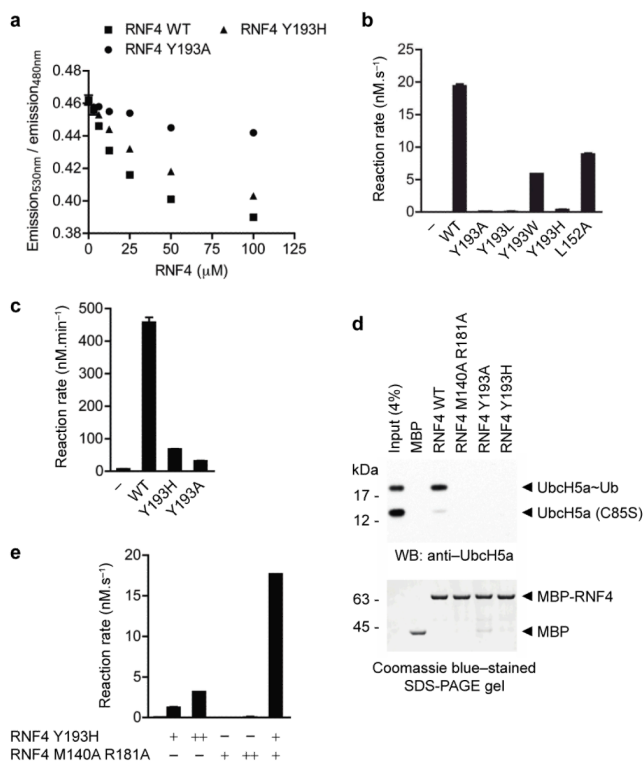 a
RNF4 WT
RNF4 Y193H
RNF4 Y193A
Emission530nm / emission480nm
0.48
0.46
0.44
0.42
0.40
0.38
0 25 50 75 100 125
RNF4 (μM)
b
Reaction rate (nM.s–1)
25
20
15
10
5
0
–
WT
Y193A
Y193L
Y193W
Y193H
L152A
c
Reaction rate (nM.min–1)
500
400
300
200
100
0
–
WT
Y193H
Y193A
d
Input (4%)
MBP
RNF4 WT
RNF4 M140A R181A
RNF4 Y193A
RNF4 Y193H
kDa
17 -
12 -
UbcH5a~Ub
UbcH5a (C85S)
WB: anti–UbcH5a
63 -
45 -
MBP-RNF4
MBP
Coomassie blue–stained
SDS-PAGE gel
e
Reaction rate (nM.s–1)
20
15
10
5
0
RNF4 Y193H + ++ – – +
RNF4 M140A R181A – – + ++ +